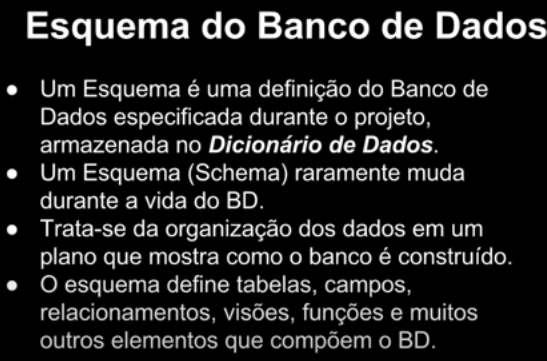 Esquema do Banco de Dados
● Um Esquema é uma definição do Banco de
Dados especificada durante o projeto,
armazenada no Dicionário de Dados.
● Um Esquema (Schema) raramente muda
durante a vida do BD.
● Trata-se da organização dos dados em um
plano que mostra como o banco é construído.
● O esquema define tabelas, campos,
relacionamentos, visões, funções e muitos
outros elementos que compõem o BD.